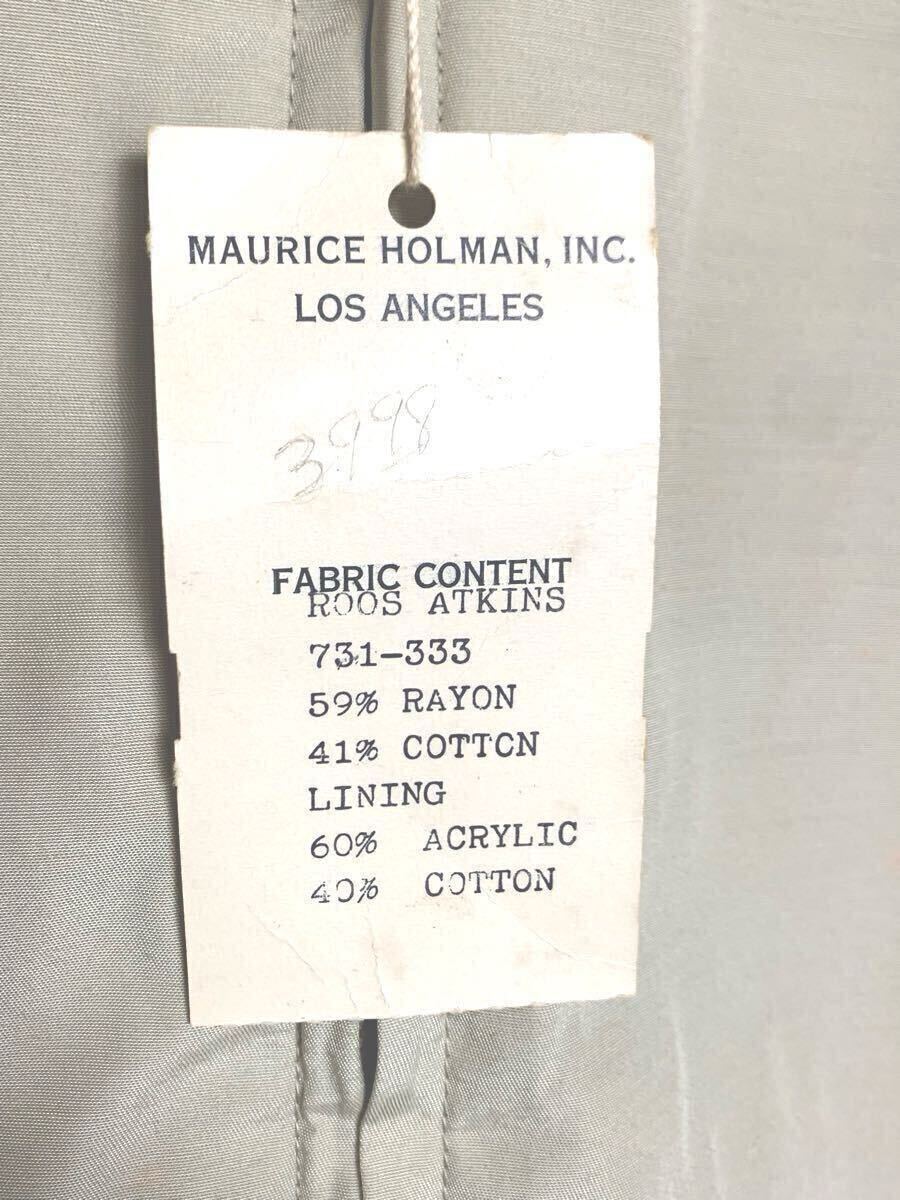 MAURICE HOLMAN, INC.
LOS ANGELES
3998
FABRIC CONTENT
ROOS ATKINS
731-333
59% RAYON
41% COTTON
LINING
60% ACRYLIC
40% COTTON